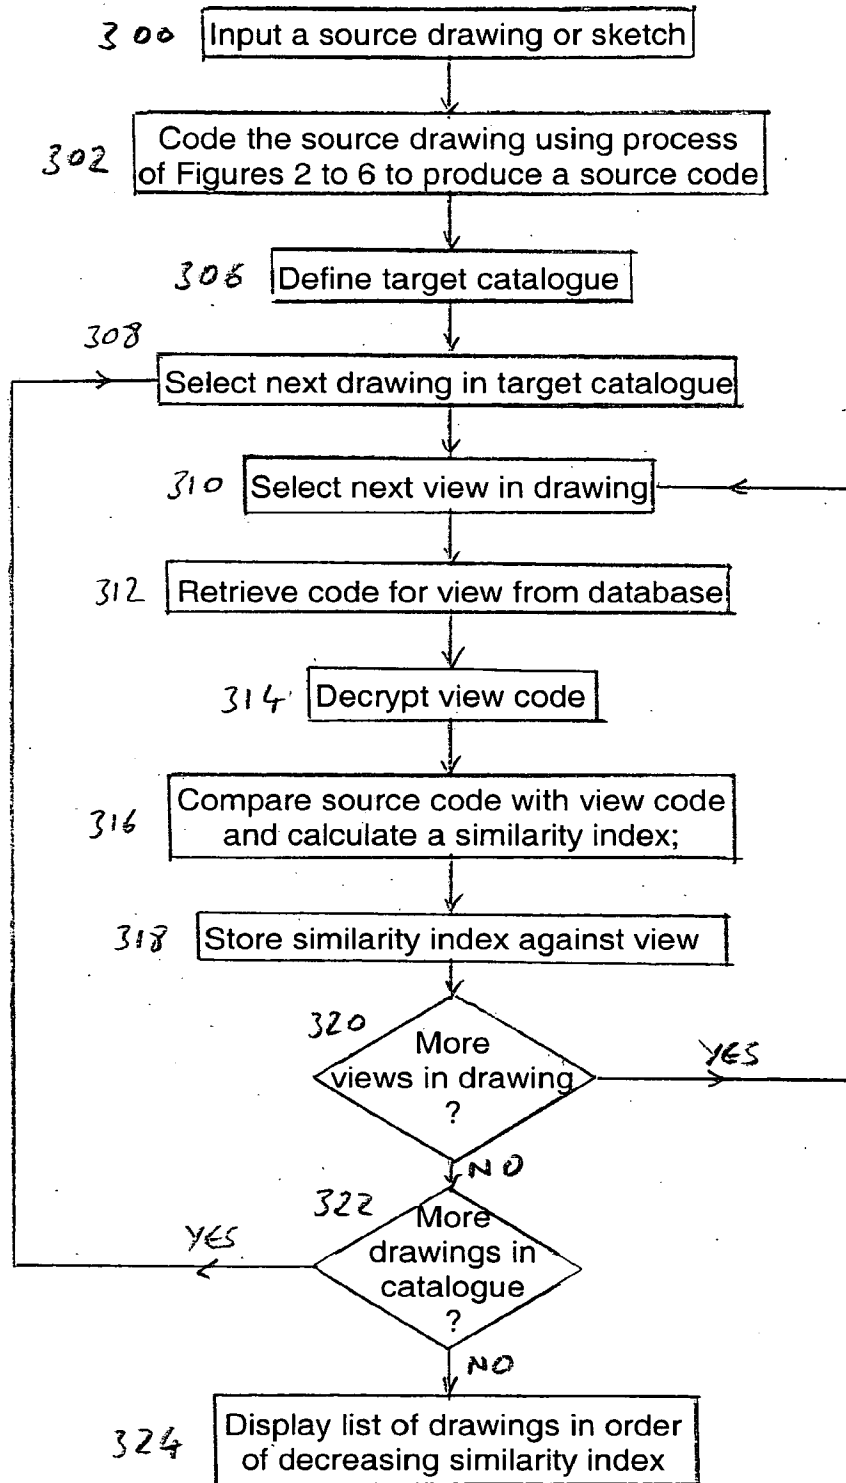 300 Input a source drawing or sketch
302 Code the source drawing using process
of Figures 2 to 6 to produce a source code
306 Define target catalogue
308
Select next drawing in target catalogue
310 Select next view in drawing
312 Retrieve code for view from database
314 Decrypt view code
316 Compare source code with view code
and calculate a similarity index;
318 Store similarity index against view
320
More
views in drawing
?
YES
NO
322
More
drawings in
catalogue
?
YES
NO
324 Display list of drawings in order
of decreasing similarity index